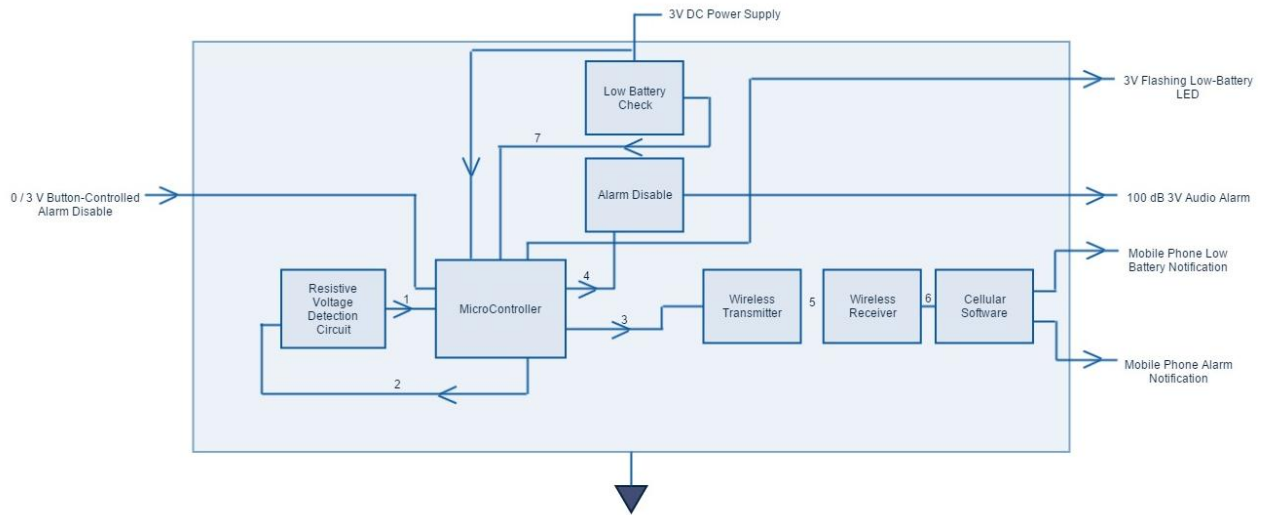 3V DC Power Supply
3V Flashing Low-Battery
LED
Low Battery
Check
7
0 / 3 V Button-Controlled
Alarm Disable
Alarm Disable
100 dB 3V Audio Alarm
Mobile Phone Low
Battery Notification
4
Resistive
Voltage
Detection
Circuit
1
MicroController
3
Wireless
Transmitter
5
Wireless
Receiver
6
Cellular
Software
2
Mobile Phone Alarm
Notification